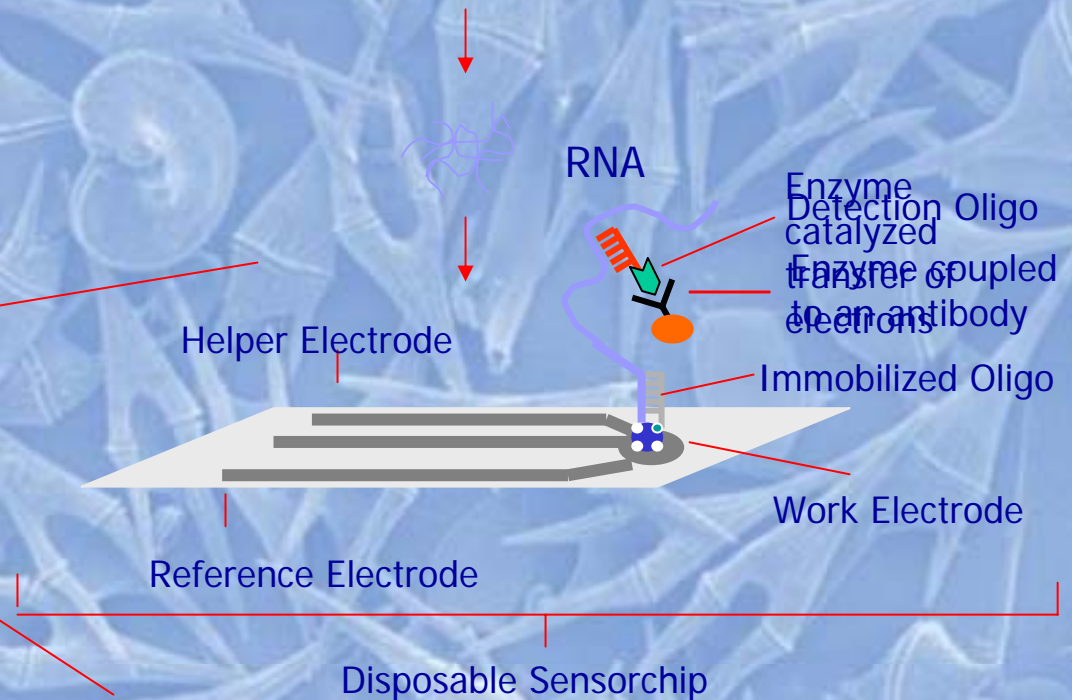 RNA
Enzyme
catalyzed
transfer of
electrons
Detection Oligo
Enzyme coupled
to an antibody
Helper Electrode
Immobilized Oligo
Work Electrode
Reference Electrode
Disposable Sensorchip